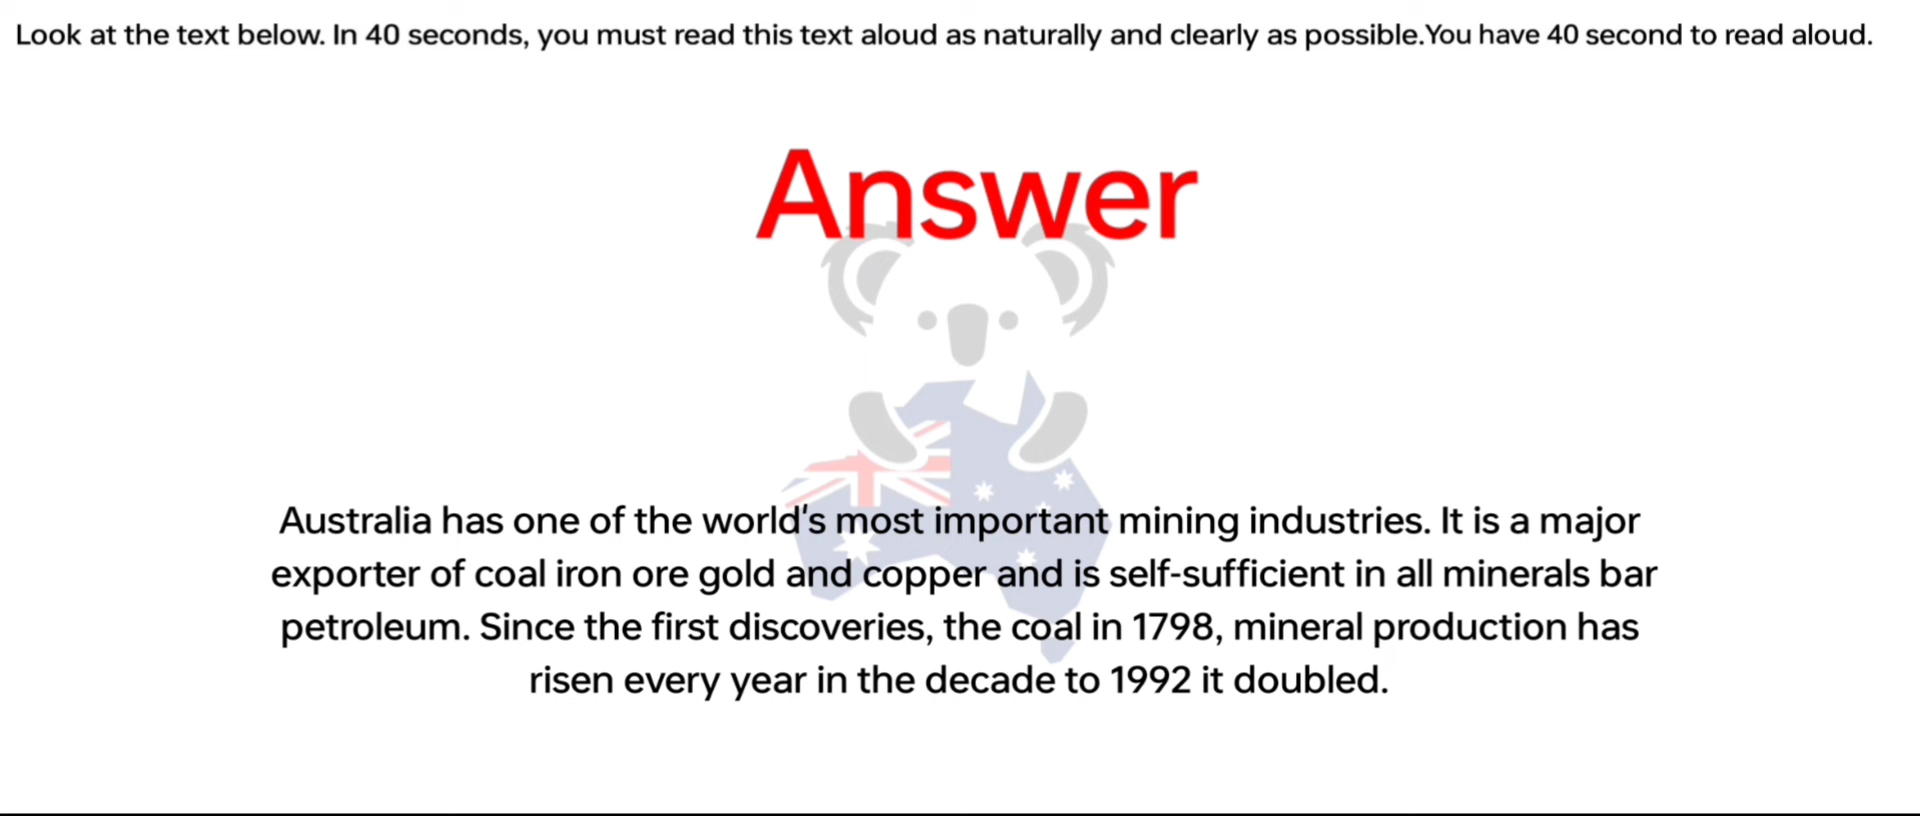 Look at the text below. In 40 seconds, you must read this text aloud as naturally and clearly as possible.You have 40 second to read aloud.
Answer
Australia has one of the world's most important mining industries. It is a major
exporter of coal iron ore gold and copper and is self-sufficient in all minerals bar
petroleum. Since the first discoveries, the coal in 1798, mineral production has
risen every year in the decade to 1992 it doubled.